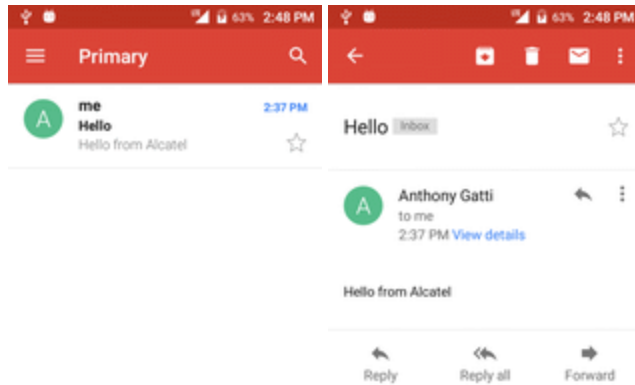 63% 2:48 PM
Primary
A
me
2:37 PM
Hello
Hello from Alcatel
63% 2:48 PM
Hello Inbox
A
Anthony Gatti
to me
2:37 PM View details
Hello from Alcatel
Reply
Reply all
Forward